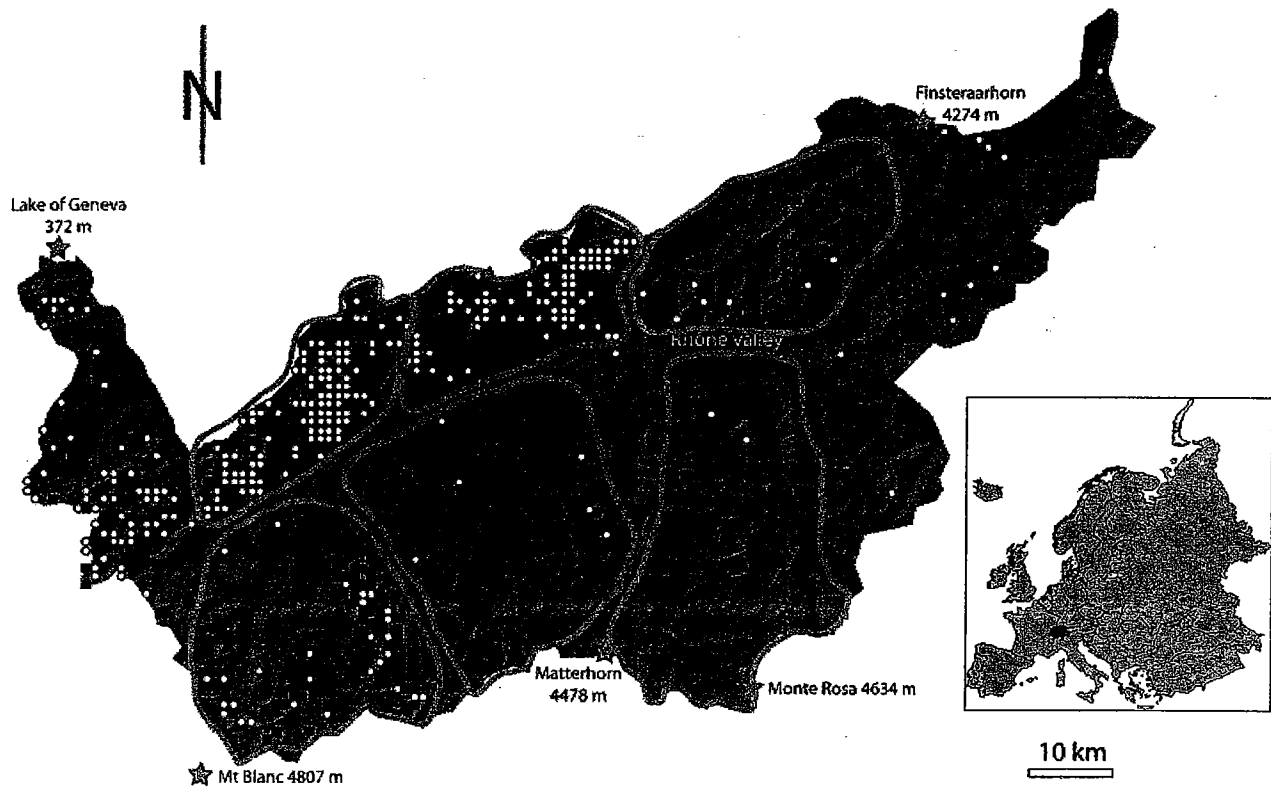 N
Finsteraarhorn
4274 m
Lake of Geneva
372 m
Rhône valley
Matterhorn
4478 m
Monte Rosa 4634 m
10 km
Mt Blanc 4807 m